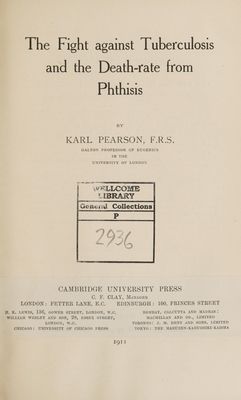 The Fight against Tuberculosis
and the Death-rate from
Phthisis
BY
KARL PEARSON, F.R.S.
GALTON PROFESSOR OF EUGENICS
IN THE
UNIVERSITY OF LONDON
WELLCOME
LIBRARY
General Collections
P
2936
CAMBRIDGE UNIVERSITY PRESS
C. F. CLAY, MANAGER
LONDON: FETTER LANE, E.C. EDINBURGH: 100, PRINCES STREET
H. K. LEWIS, 136, GOWER STREET, LONDON, W.C.
WILLIAM WESLEY AND SON, 28, ESSEX STREET,
LONDON, W.C.
CHICAGO: UNIVERSITY OF CHICAGO PRESS
BOMBAY, CALCUTTA AND MADRAS:
MACMILLAN AND CO., LIMITED
TORONTO: J. M. DENT AND SONS, LIMITED
TOKYO: THE MARUZEN-KABUSHIKI-KAISHA
1911